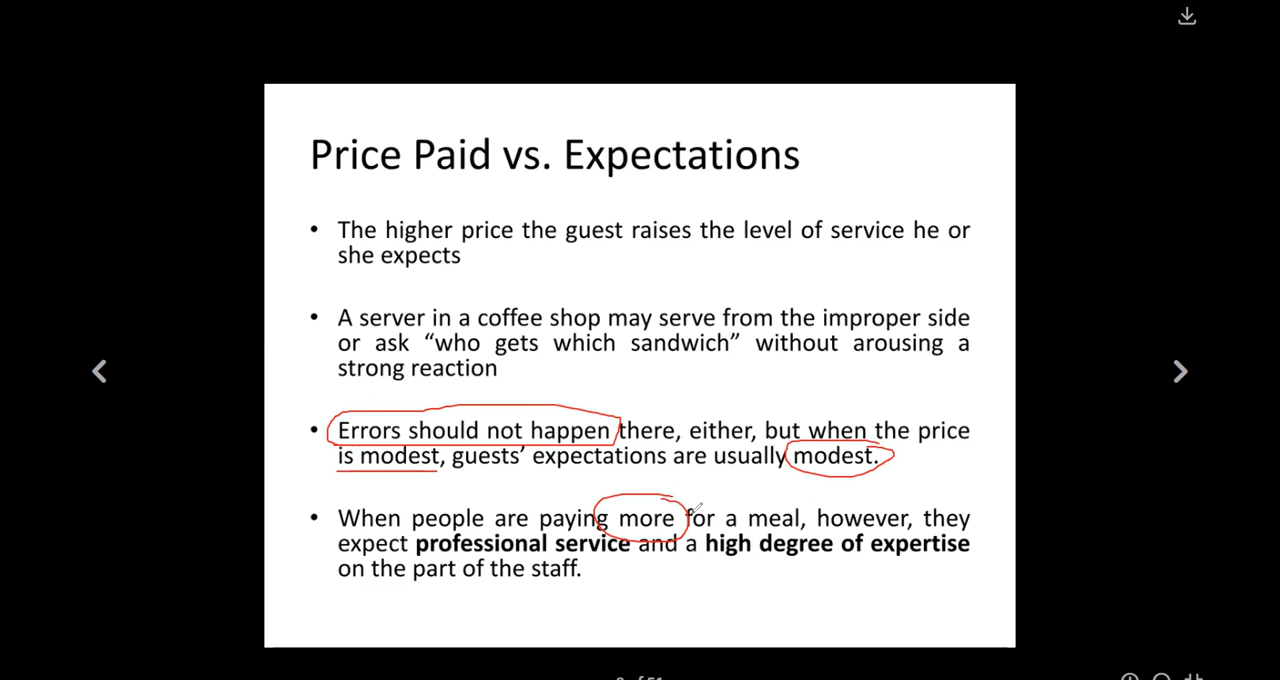 Price Paid vs. Expectations
• The higher price the guest raises the level of service he or
she expects
• A server in a coffee shop may serve from the improper side
or ask “who gets which sandwich” without arousing a
strong reaction
• Errors should not happen there, either, but when the price
is modest, guests’ expectations are usually modest.
• When people are paying more for a meal, however, they
expect professional service and a high degree of expertise
on the part of the staff.